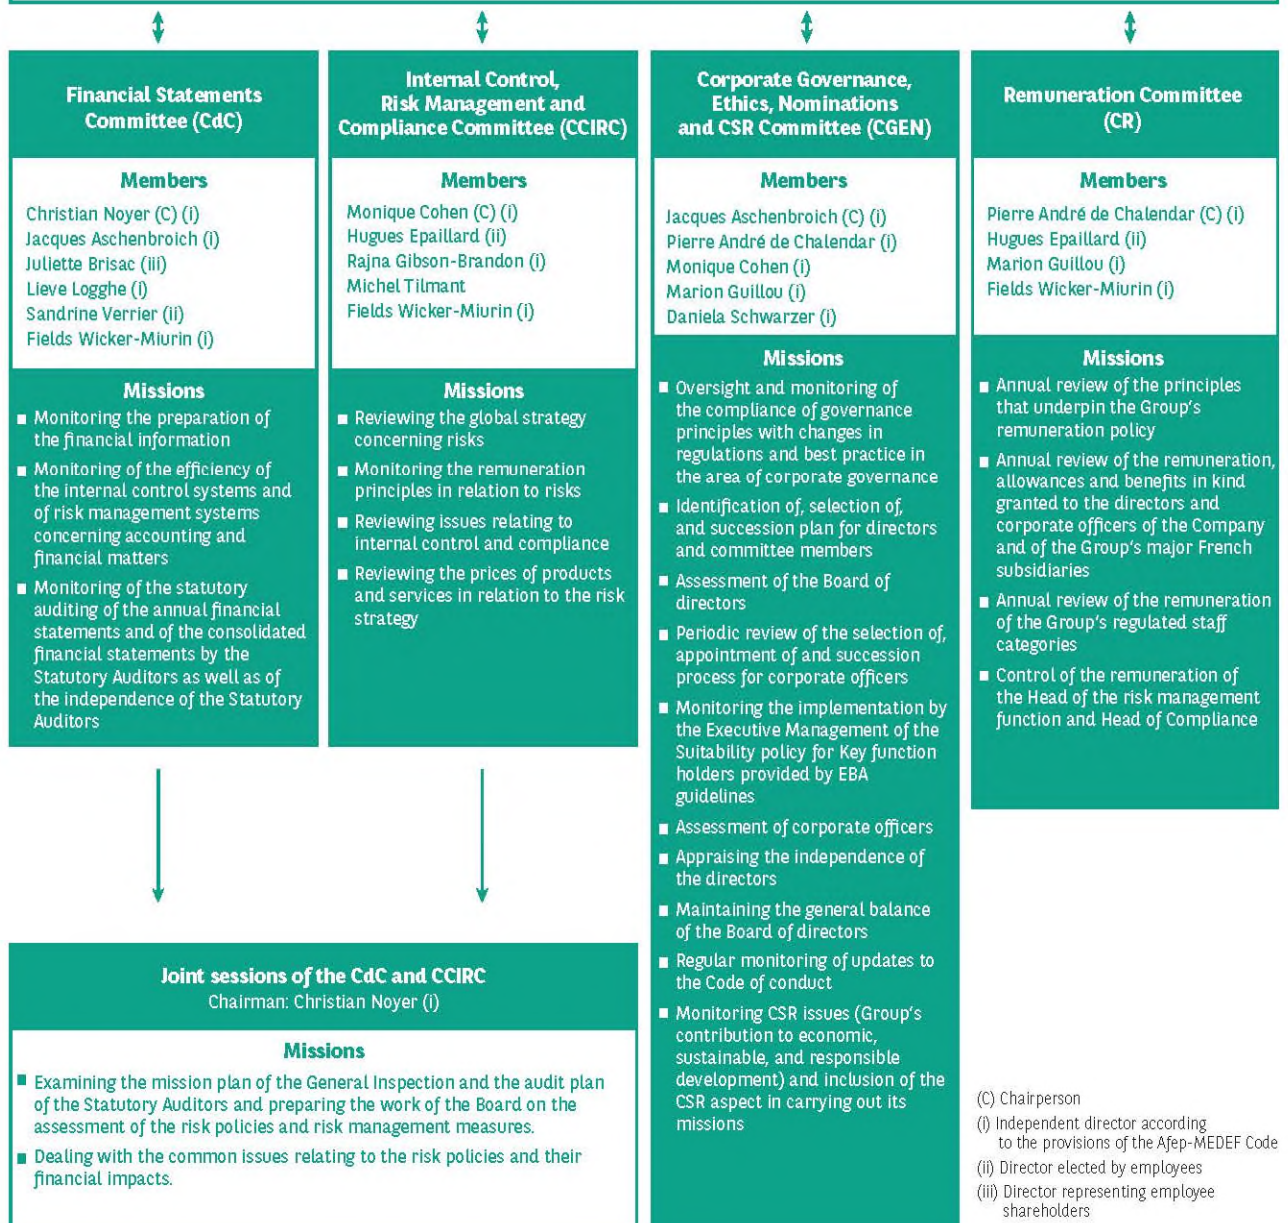 Financial Statements
Committee (CdC)
Members
Christian Noyer (C) (i)
Jacques Aschenbroich (i)
Juliette Brisac (iii)
Lieve Logghe (i)
Sandrine Verrier (ii)
Fields Wicker-Miurin (i)
Missions
■ Monitoring the preparation of
the financial information
■ Monitoring of the efficiency of
the internal control systems and
of risk management systems
concerning accounting and
financial matters
■ Monitoring of the statutory
auditing of the annual financial
statements and of the consolidated
financial statements by the
Statutory Auditors as well as of
the independence of the Statutory
Auditors
Internal Control,
Risk Management and
Compliance Committee (CCIRC)
Members
Monique Cohen (C) (i)
Hugues Epaillard (ii)
Rajna Gibson-Brandon (i)
Michel Tilmant
Fields Wicker-Miurin (i)
Missions
■ Reviewing the global strategy
concerning risks
■ Monitoring the remuneration
principles in relation to risks
■ Reviewing issues relating to
internal control and compliance
■ Reviewing the prices of products
and services in relation to the risk
strategy
Corporate Governance,
Ethics, Nominations
and CSR Committee (CGEN)
Members
Jacques Aschenbroich (C) (i)
Pierre André de Chalendar (i)
Monique Cohen (i)
Marion Guillou (i)
Daniela Schwarzer (i)
Missions
■ Oversight and monitoring of
the compliance of governance
principles with changes in
regulations and best practice in
the area of corporate governance
■ Identification of, selection of,
and succession plan for directors
and committee members
■ Assessment of the Board of
directors
■ Periodic review of the selection of,
appointment of and succession
process for corporate officers
■ Monitoring the implementation by
the Executive Management of the
Suitability policy for Key function
holders provided by EBA
guidelines
■ Assessment of corporate officers
■ Appraising the independence of
the directors
■ Maintaining the general balance
of the Board of directors
■ Regular monitoring of updates to
the Code of conduct
■ Monitoring CSR issues (Group's
contribution to economic,
sustainable, and responsible
development) and inclusion of the
CSR aspect in carrying out its
missions
Remuneration Committee
(CR)
Members
Pierre André de Chalendar (C) (i)
Hugues Epaillard (ii)
Marion Guillou (i)
Fields Wicker-Miurin (i)
Missions
■ Annual review of the principles
that underpin the Group's
remuneration policy
■ Annual review of the remuneration,
allowances and benefits in kind
granted to the directors and
corporate officers of the Company
and of the Group's major French
subsidiaries
■ Annual review of the remuneration
of the Group's regulated staff
categories
■ Control of the remuneration of
the Head of the risk management
function and Head of Compliance
Joint sessions of the CdC and CCIRC
Chairman: Christian Noyer (i)
Missions
■ Examining the mission plan of the General Inspection and the audit plan
of the Statutory Auditors and preparing the work of the Board on the
assessment of the risk policies and risk management measures.
■ Dealing with the common issues relating to the risk policies and their
financial impacts.
(C) Chairperson
(i) Independent director according
to the provisions of the Afep-MEDEF Code
(ii) Director elected by employees
(iii) Director representing employee
shareholders